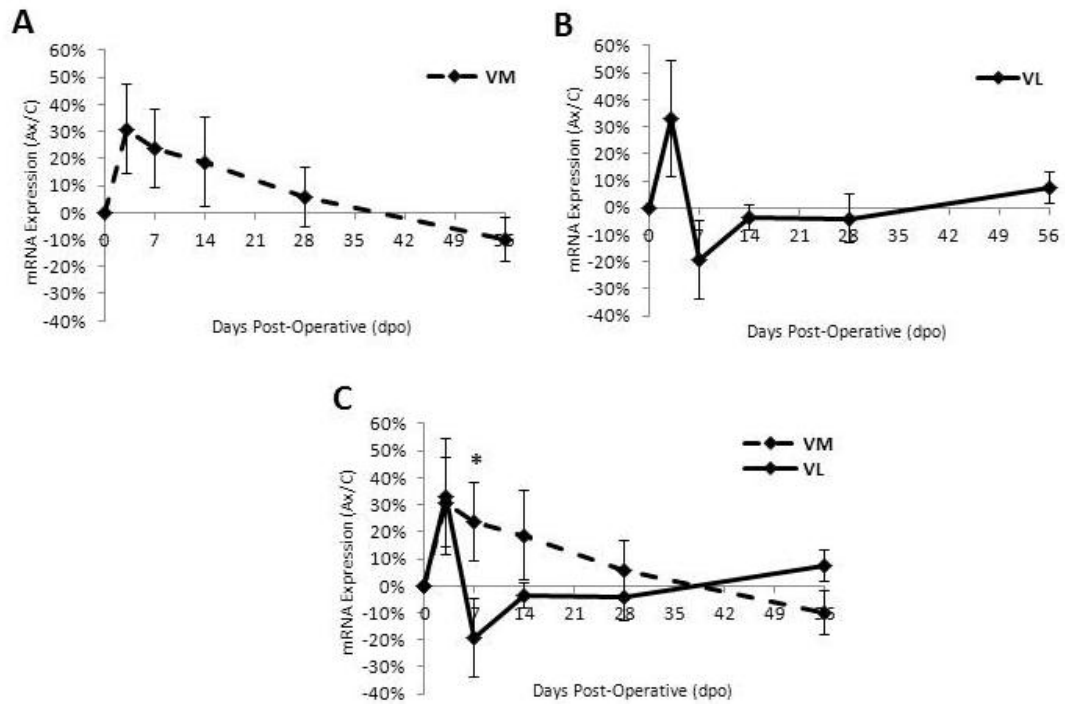 A
60%
50%
40%
30%
20%
10%
0%
-10%
-20%
-30%
-40%
mRNA Expression (Ax/C)
0 7 14 21 28 35 42 49 56
Days Post-Operative (dpo)
VM
B
60%
50%
40%
30%
20%
10%
0%
-10%
-20%
-30%
-40%
mRNA Expression (Ax/C)
0 7 14 21 28 35 42 49 56
Days Post-Operative (dpo)
VL
C
60%
50%
40%
30%
20%
10%
0%
-10%
-20%
-30%
-40%
mRNA Expression (Ax/C)
*
0 7 14 21 28 35 42 49 56
Days Post-Operative (dpo)
VM
VL